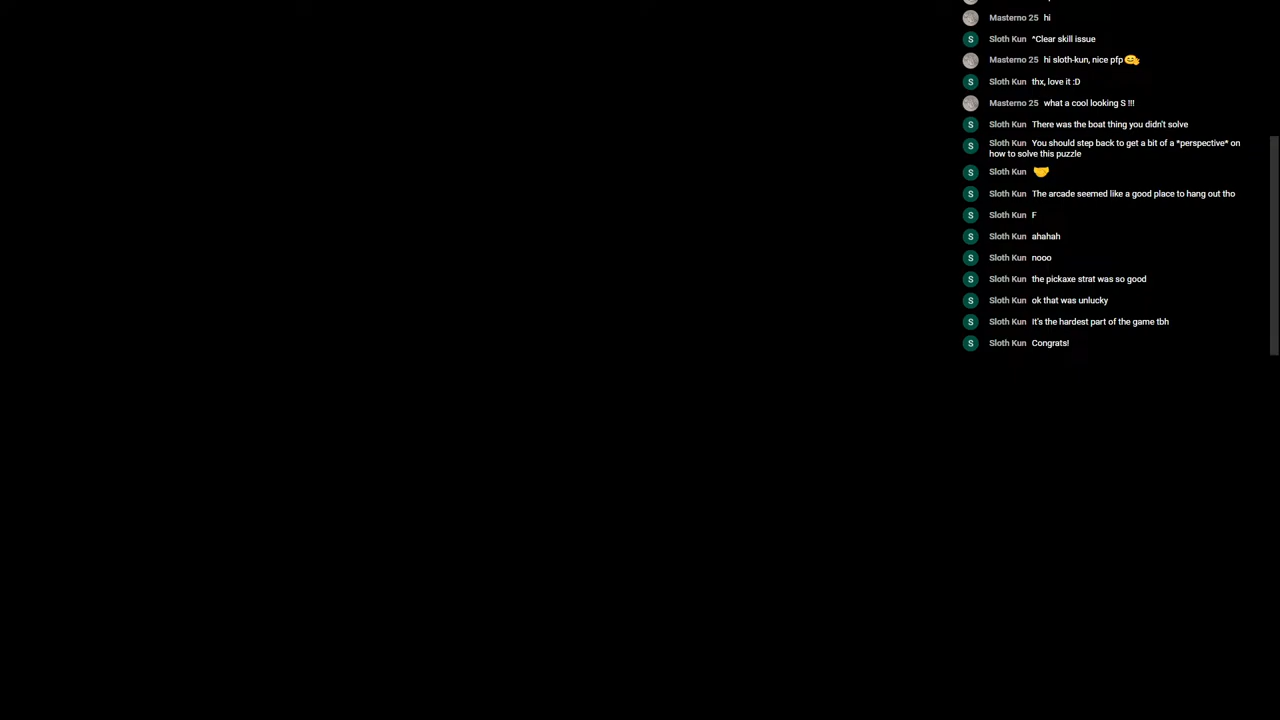 Masterno 25 hi
Sloth Kun *Clear skill issue
Masterno 25 hi sloth-kun, nice pfp
Sloth Kun thx, love it :D
Masterno 25 what a cool looking S !!!
Sloth Kun There was the boat thing you didn't solve
Sloth Kun You should step back to get a bit of a *perspective* on
how to solve this puzzle
Sloth Kun
Sloth Kun The arcade seemed like a good place to hang out tho
Sloth Kun F
Sloth Kun ahahah
Sloth Kun nooo
Sloth Kun the pickaxe strat was so good
Sloth Kun ok that was unlucky
Sloth Kun It's the hardest part of the game tbh
Sloth Kun Congrats!